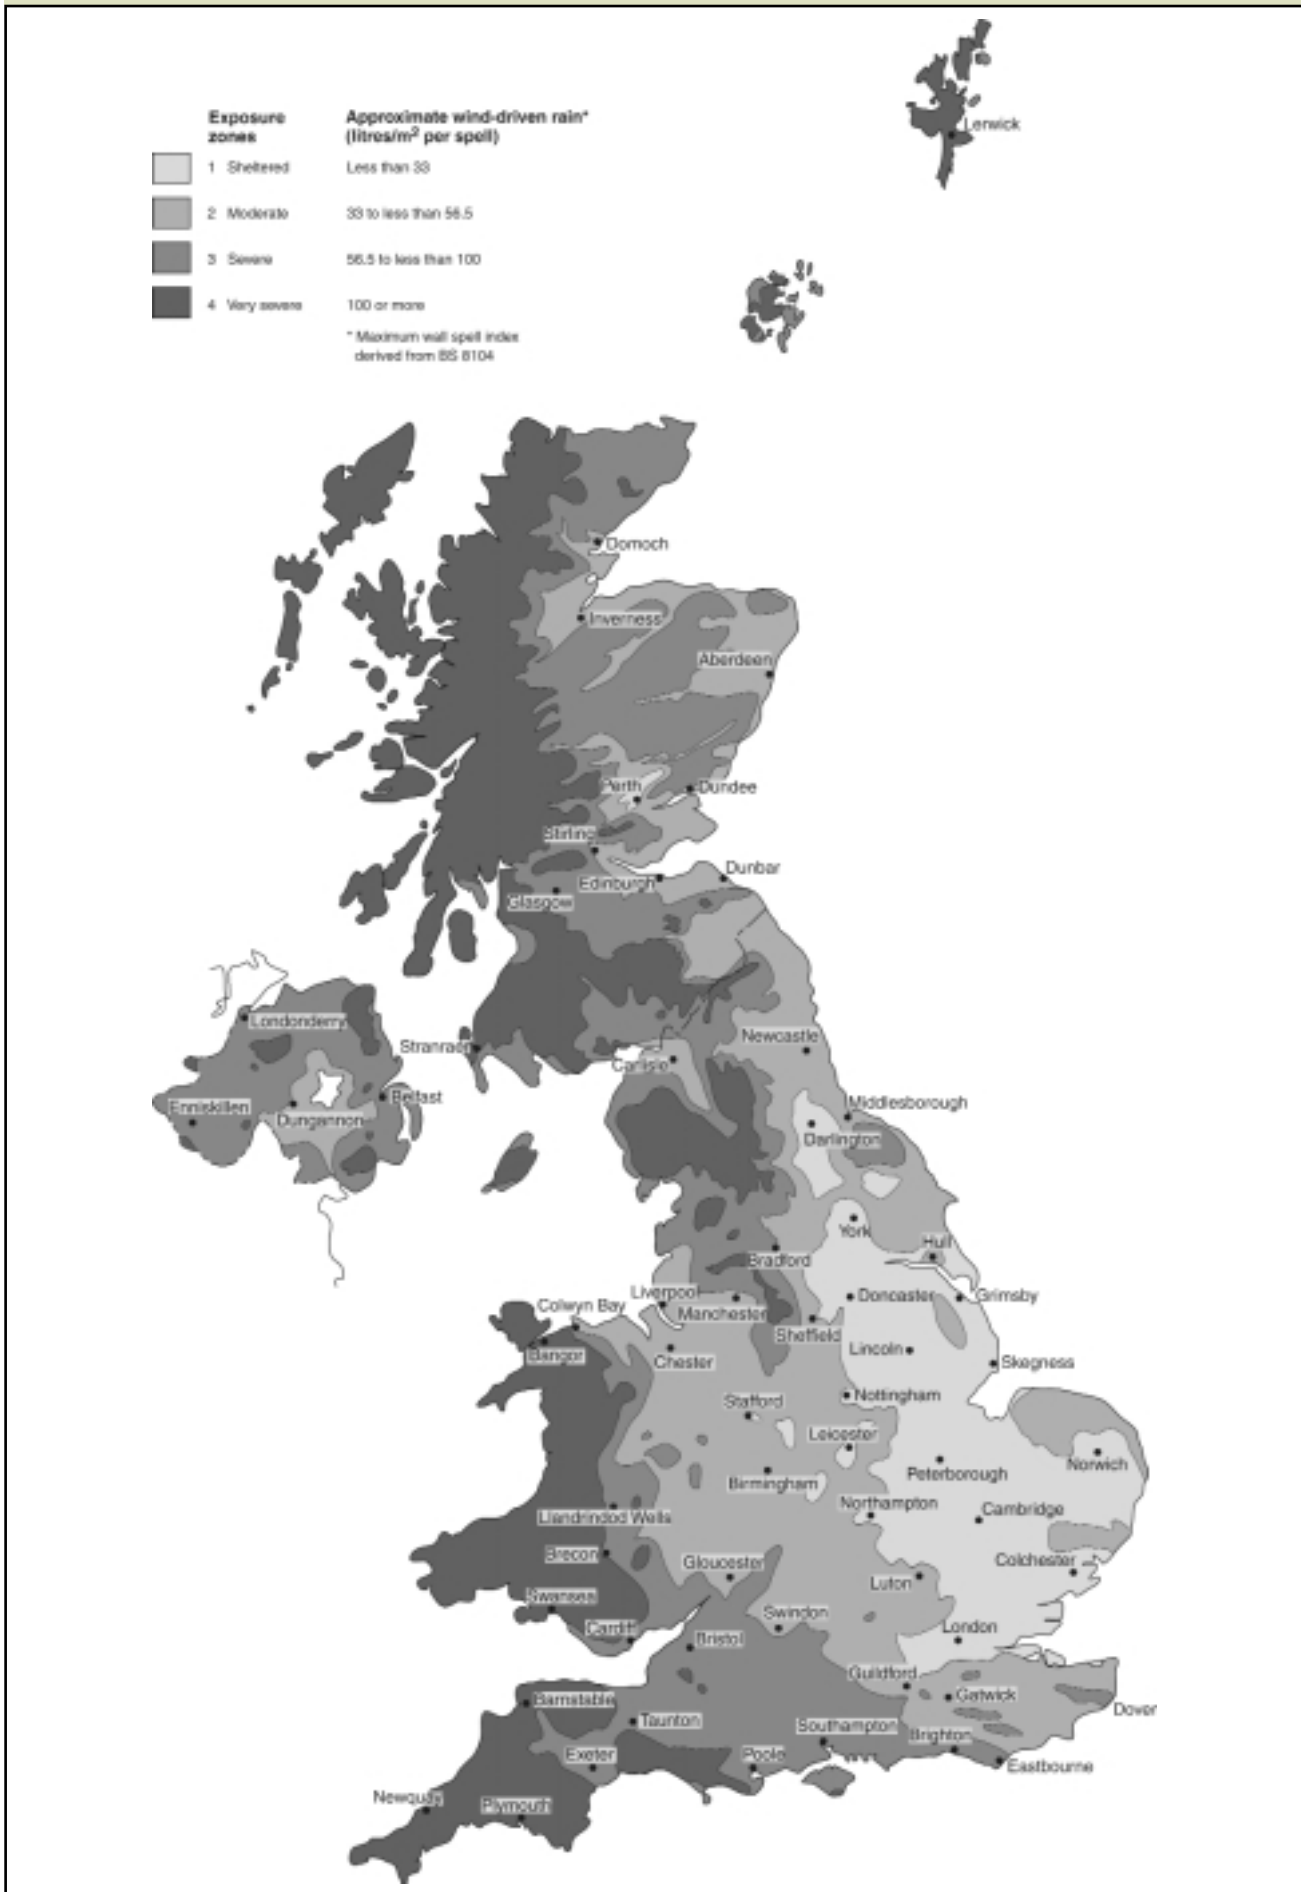 Exposure zones
Approximate wind-driven rain*
(litres/m² per spell)
1 Sheltered Less than 33
2 Moderate 33 to less than 56.5
3 Severe 56.5 to less than 100
4 Very severe 100 or more
* Maximum wall spell index
derived from BS 8104
Lerwick
Domoch
Inverness
Aberdeen
Perth
Dundee
Stirling
Dunbar
Edinburgh
Glasgow
Londonderry
Stranraer
Newcastle
Carlisle
Belfast
Enniskillen
Dungannon
Middlesborough
Darlington
York
Hull
Bradford
Liverpool
Manchester
Doncaster
Grimsby
Colwyn Bay
Sheffield
Bangor
Chester
Lincoln
Skegness
Stafford
Nottingham
Leicester
Norwich
Peterborough
Birmingham
Northampton
Cambridge
Llandrindod Wells
Brecon
Gloucester
Colchester
Luton
Swansea
Swindon
Cardiff
London
Bristol
Guildford
Gatwick
Barnstable
Dover
Taunton
Southampton
Brighton
Exeter
Poole
Eastbourne
Newquay
Plymouth